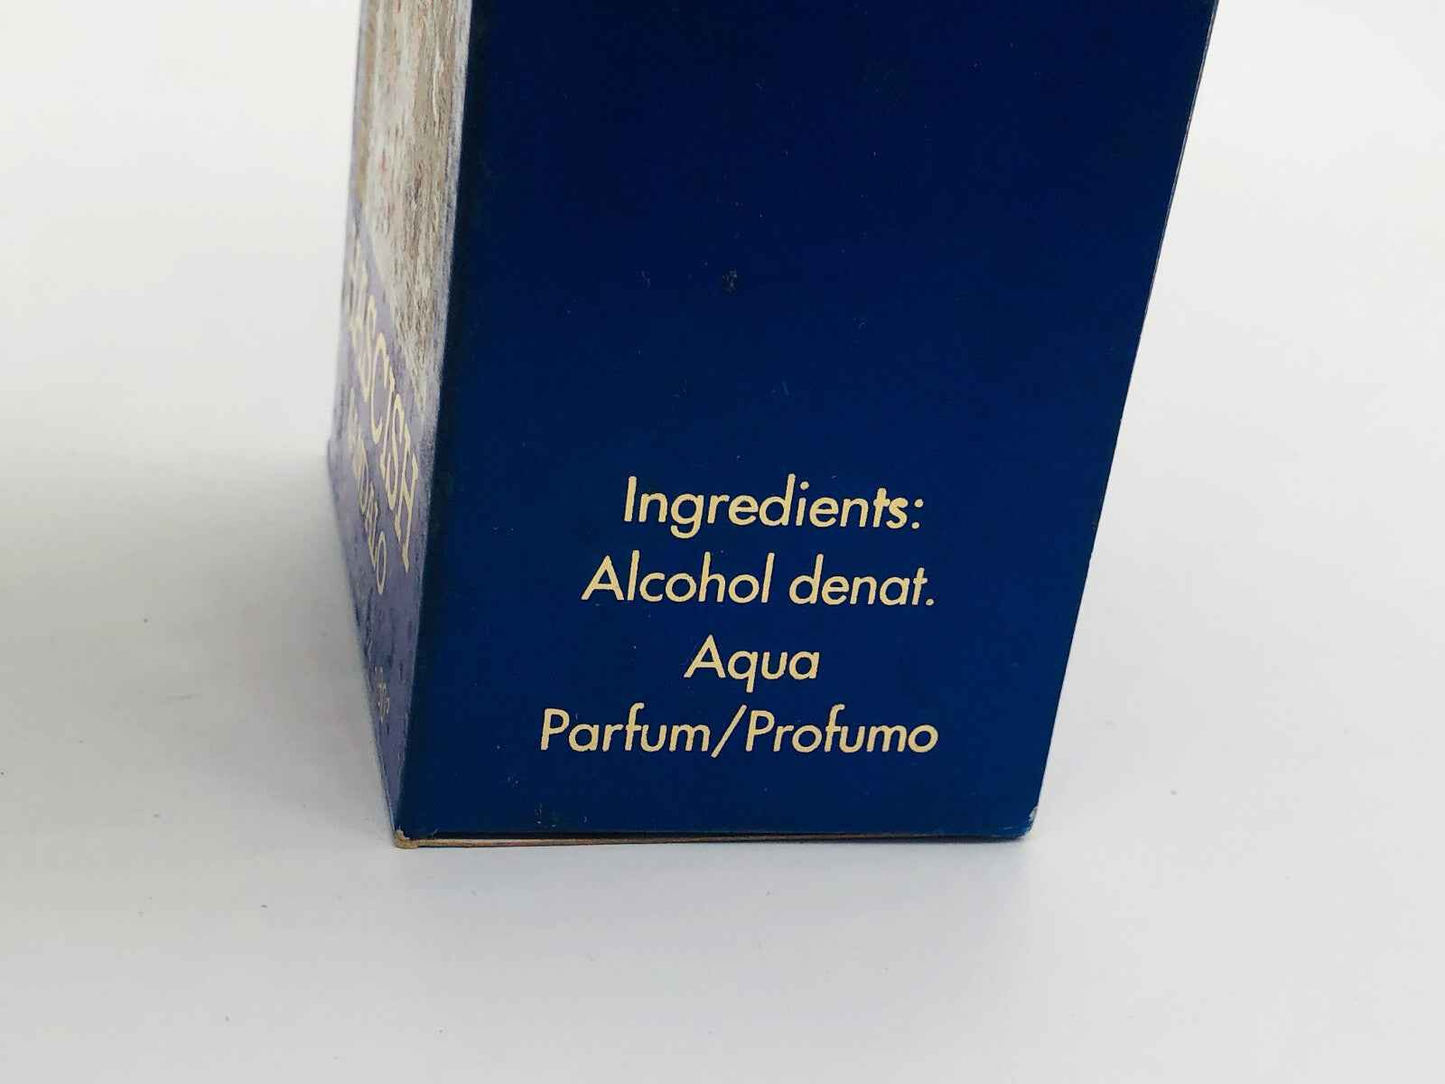 Ingredients:
Alcohol denat.
Aqua
Parfum/Profumo